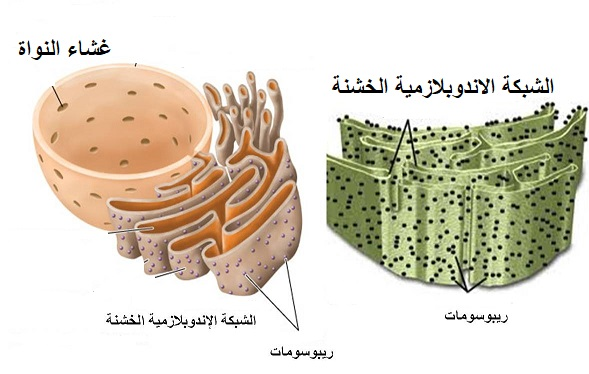 غشاء النواة
الشبكة الاندوبلازمية الخشنة
الشبكة الإندوبلازمية الخشنة
ريبوسومات
ريبوسومات